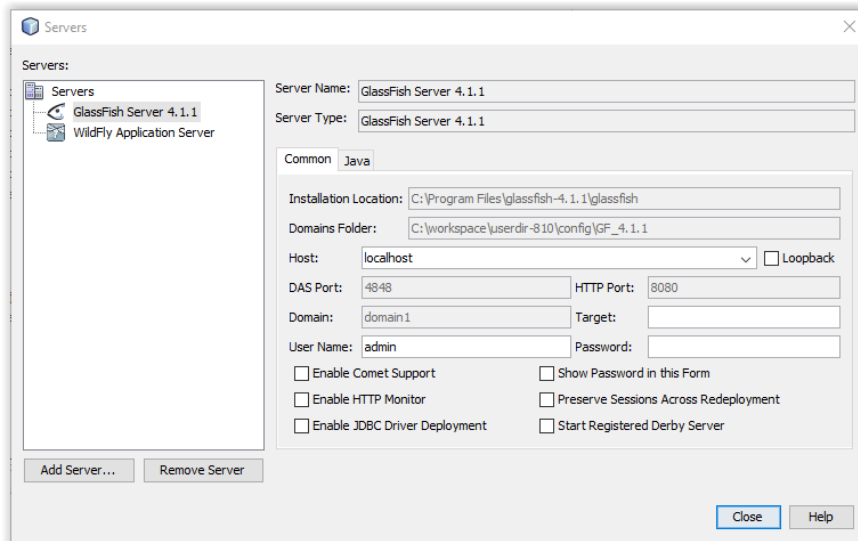 Servers
Servers:
Servers
GlassFish Server 4.1.1
WildFly Application Server
Server Name: GlassFish Server 4.1.1
Server Type: GlassFish Server 4.1.1
Common Java
Installation Location: C:\Program Files\glassfish-4.1.1\glassfish
Domains Folder: C:\workspace\userdir-810\config\GF_4.1.1
Host: localhost Loopback
DAS Port: 4848 HTTP Port: 8080
Domain: domain1 Target:
User Name: admin Password:
Enable Comet Support Show Password in this Form
Enable HTTP Monitor Preserve Sessions Across Redeployment
Enable JDBC Driver Deployment Start Registered Derby Server
Add Server... Remove Server
Close Help